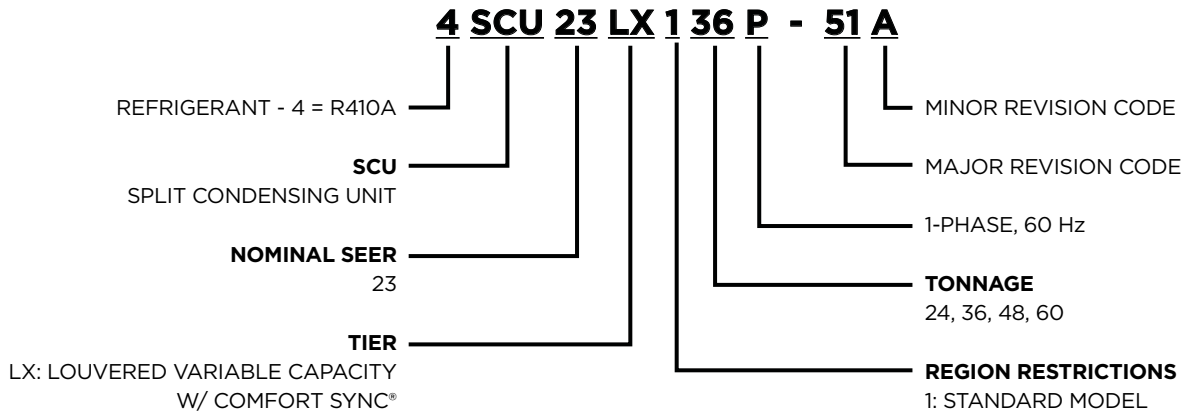 4 SCU 23 LX 1 36 P - 51 A
REFRIGERANT - 4 = R410A
SCU
SPLIT CONDENSING UNIT
NOMINAL SEER
23
TIER
LX: LOUVERED VARIABLE CAPACITY
W/ COMFORT SYNC®
MINOR REVISION CODE
MAJOR REVISION CODE
1-PHASE, 60 Hz
TONNAGE
24, 36, 48, 60
REGION RESTRICTIONS
1: STANDARD MODEL